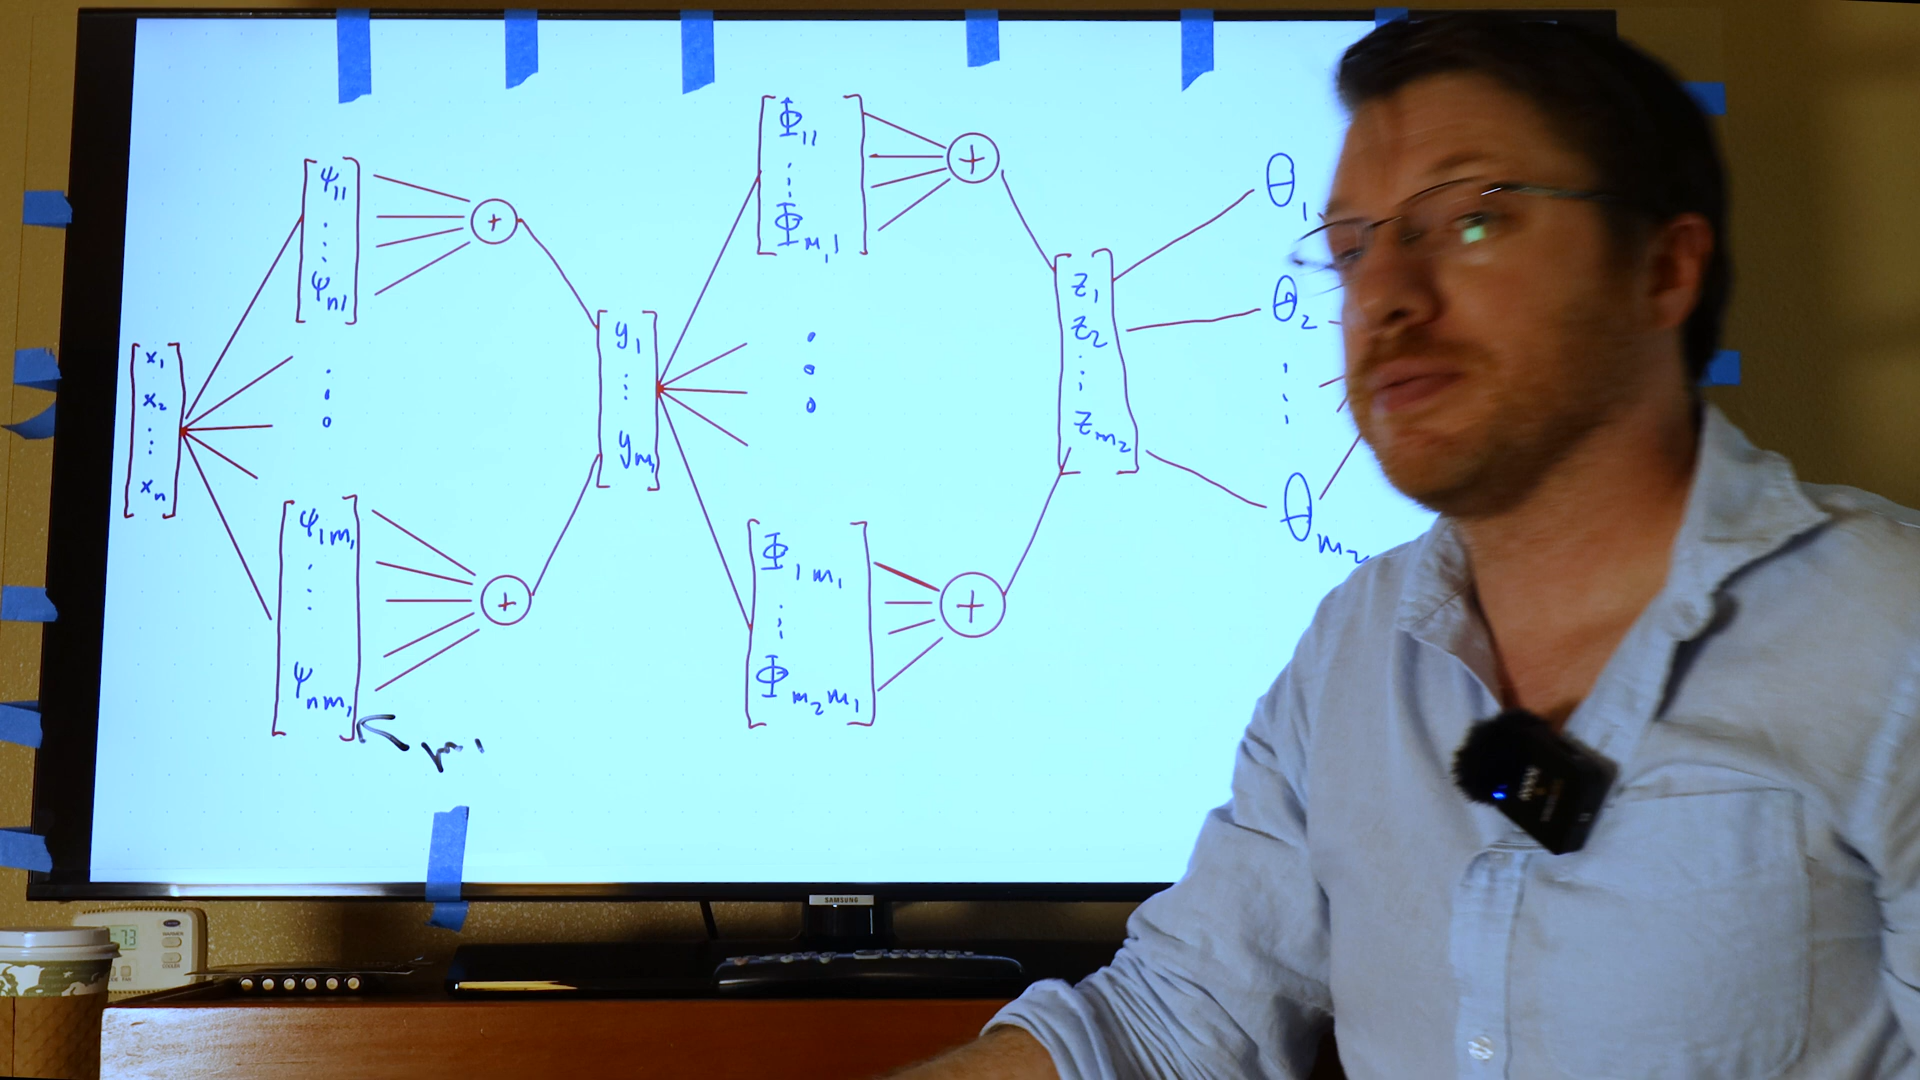 x₁
x₂
⋮
xₙ
ψ₁₁
⋮
ψₙ₁
⋮
ψ₁ₘ₁
⋮
ψₙₘ₁
+
+
y₁
⋮
yₘ₁
Φ₁₁
⋮
Φₘ₁
⋮
Φ₁ₘ₁
⋮
Φₘ₂ₘ₁
+
+
z₁
z₂
⋮
zₘ₂
θ₁
θ₂
⋮
θₘ₂
SAMSUNG
73